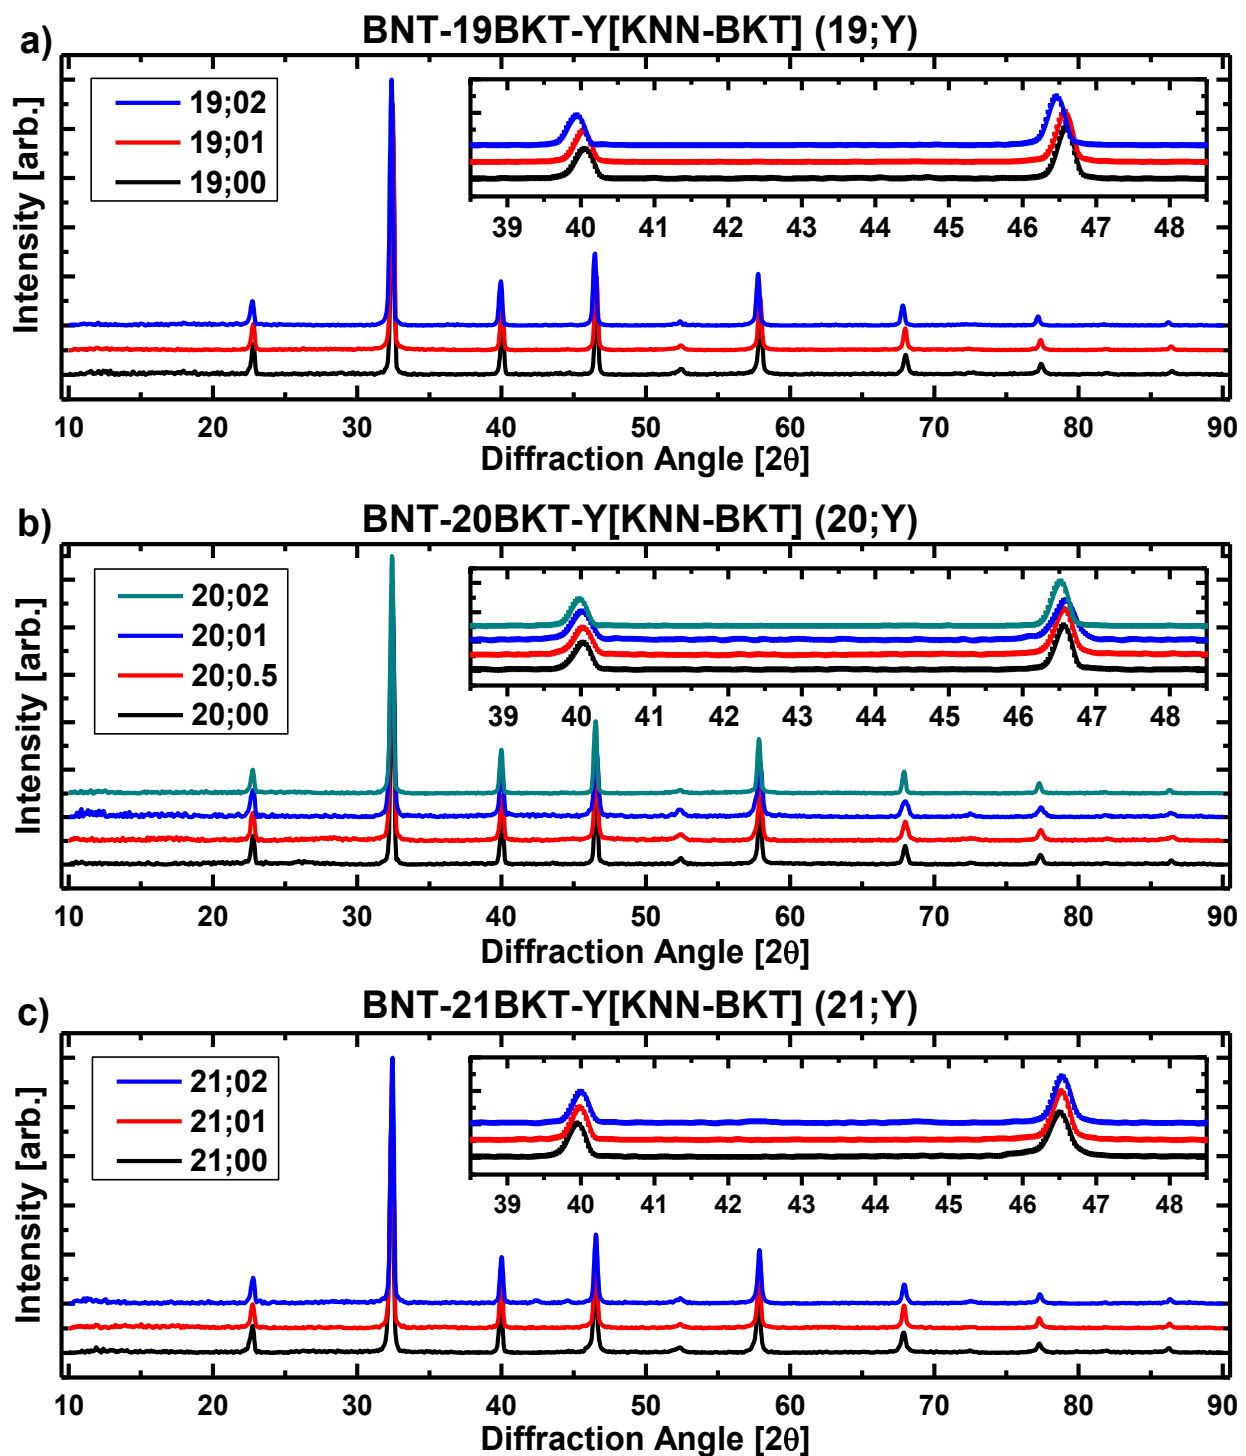 a)
BNT-19BKT-Y[KNN-BKT] (19;Y)
Intensity [arb.]
19;02
19;01
19;00
39 40 41 42 43 44 45 46 47 48
10 20 30 40 50 60 70 80 90
Diffraction Angle [2θ]
b)
BNT-20BKT-Y[KNN-BKT] (20;Y)
Intensity [arb.]
20;02
20;01
20;0.5
20;00
39 40 41 42 43 44 45 46 47 48
10 20 30 40 50 60 70 80 90
Diffraction Angle [2θ]
c)
BNT-21BKT-Y[KNN-BKT] (21;Y)
Intensity [arb.]
21;02
21;01
21;00
39 40 41 42 43 44 45 46 47 48
10 20 30 40 50 60 70 80 90
Diffraction Angle [2θ]